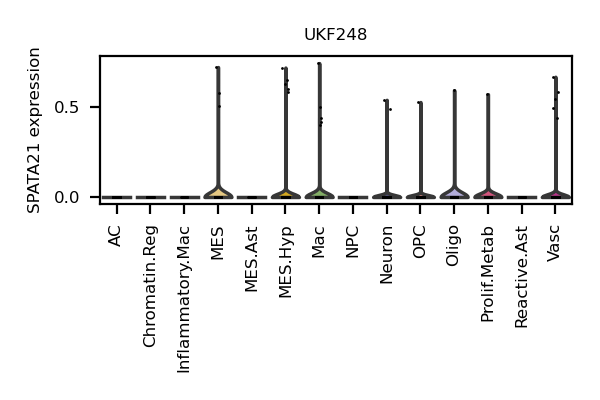 UKF248
SPATA21 expression
0.5
0.0
AC
Chromatin.Reg
Inflammatory.Mac
MES
MES.Ast
MES.Hyp
Mac
NPC
Neuron
OPC
Oligo
Prolif.Metab
Reactive.Ast
Vasc